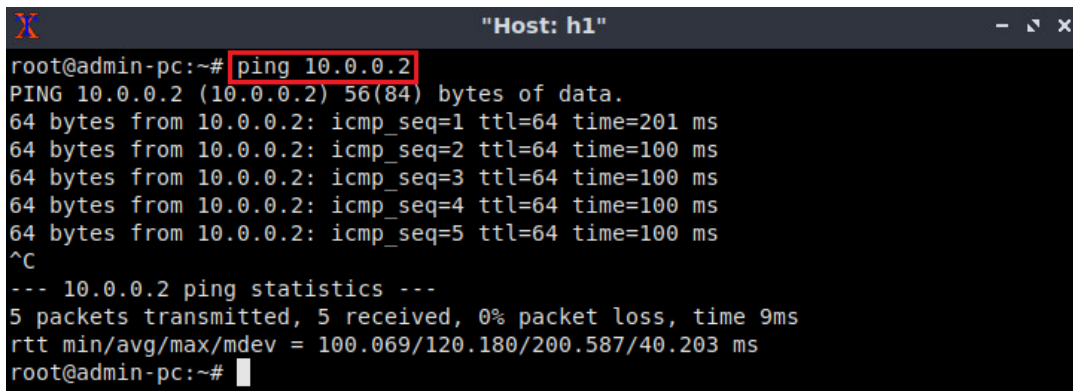 "Host: h1"
root@admin-pc:~# ping 10.0.0.2
PING 10.0.0.2 (10.0.0.2) 56(84) bytes of data.
64 bytes from 10.0.0.2: icmp_seq=1 ttl=64 time=201 ms
64 bytes from 10.0.0.2: icmp_seq=2 ttl=64 time=100 ms
64 bytes from 10.0.0.2: icmp_seq=3 ttl=64 time=100 ms
64 bytes from 10.0.0.2: icmp_seq=4 ttl=64 time=100 ms
64 bytes from 10.0.0.2: icmp_seq=5 ttl=64 time=100 ms
^C
--- 10.0.0.2 ping statistics ---
5 packets transmitted, 5 received, 0% packet loss, time 9ms
rtt min/avg/max/mdev = 100.069/120.180/200.587/40.203 ms
root@admin-pc:~#